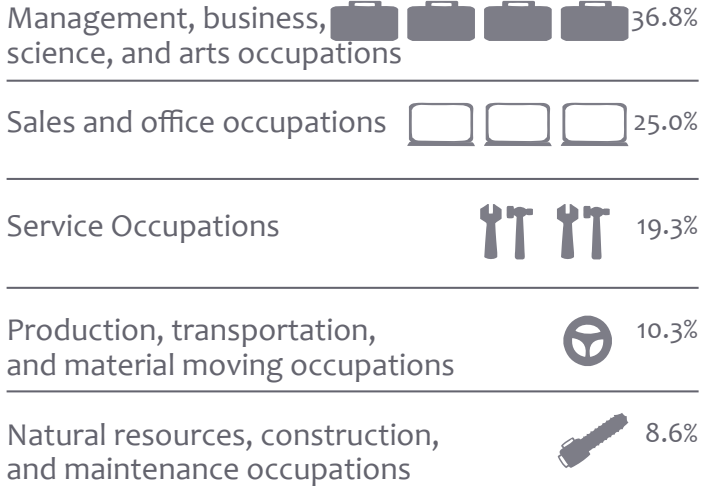 Management, business, 36.8%
science, and arts occupations
Sales and office occupations 25.0%
Service Occupations 19.3%
Production, transportation, 10.3%
and material moving occupations
Natural resources, construction, 8.6%
and maintenance occupations